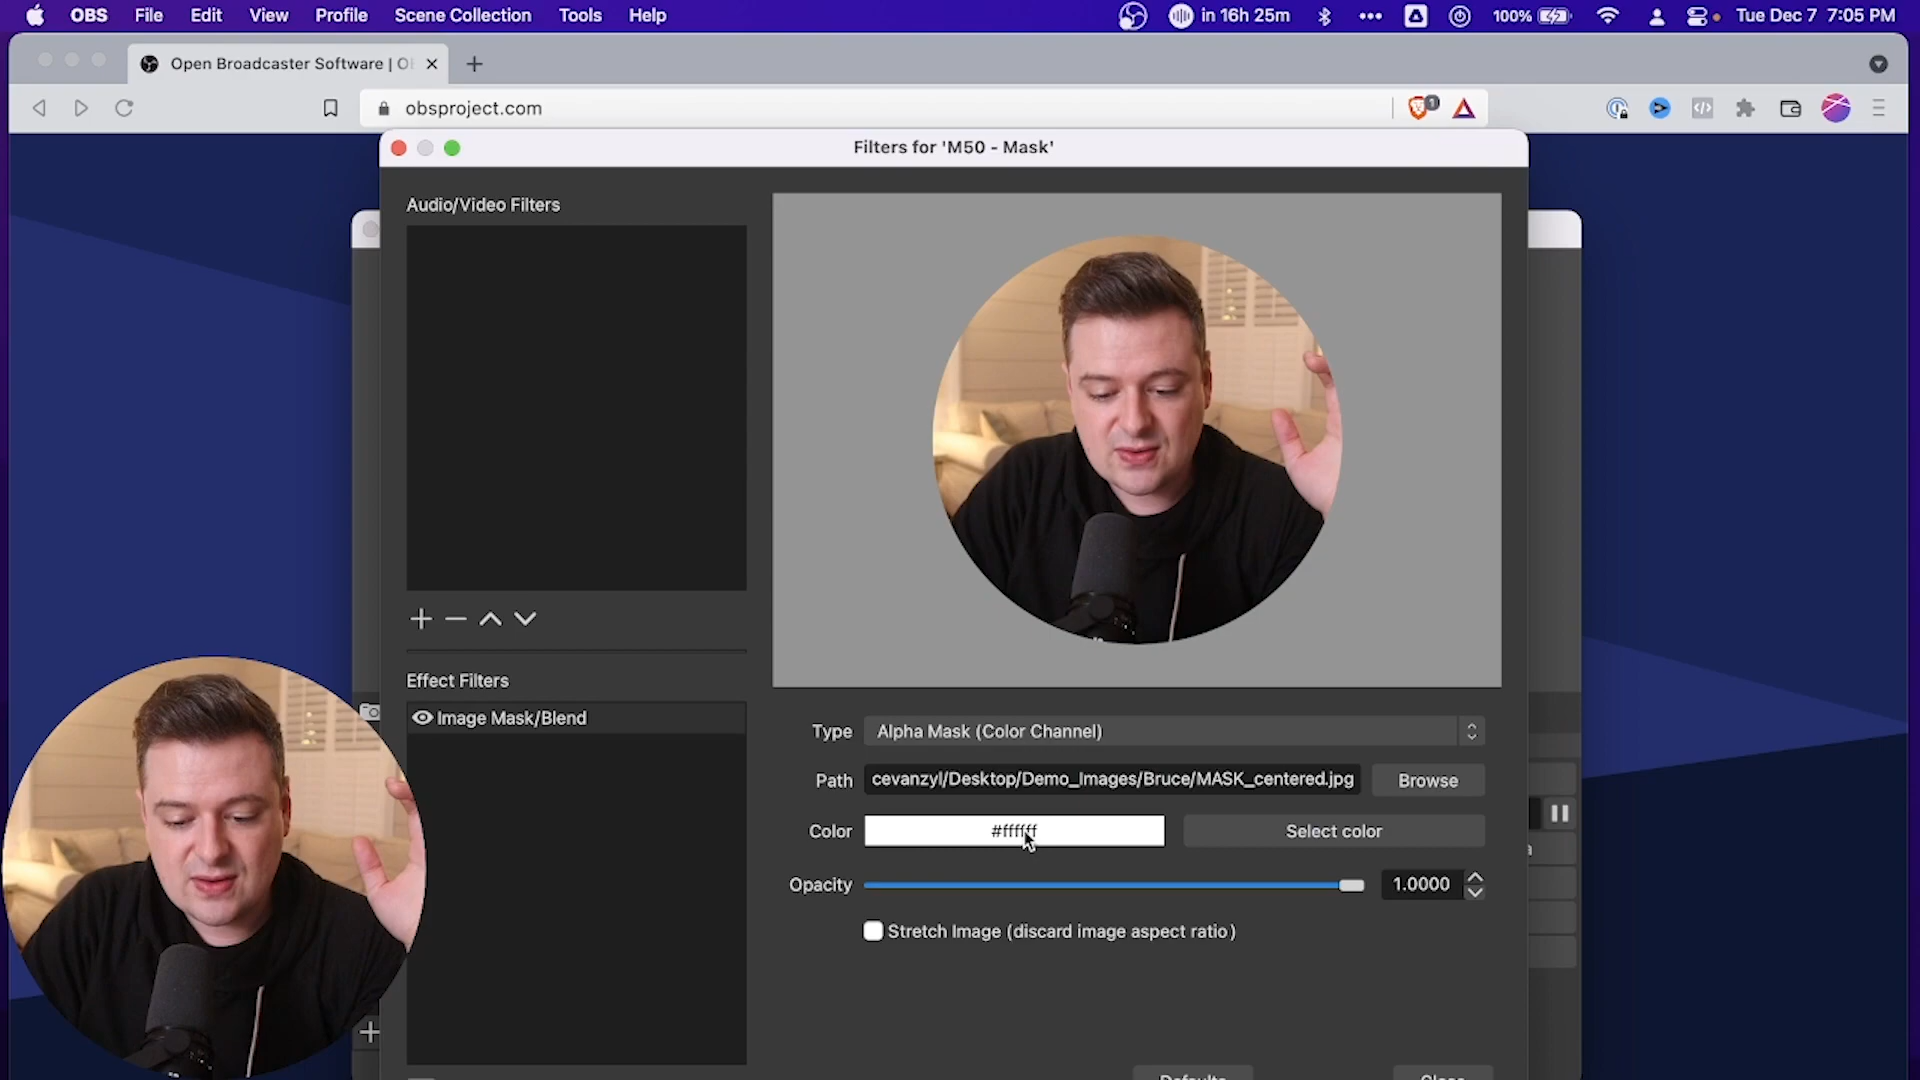 OBS File Edit View Profile Scene Collection Tools Help in 16h 25m 100% Tue Dec 7 7:05 PM
Open Broadcaster Software | O
obsproject.com 1
Filters for 'M50 - Mask'
Audio/Video Filters
Effect Filters
Image Mask/Blend
Type Alpha Mask (Color Channel)
Path cevanzyl/Desktop/Demo_Images/Bruce/MASK_centered.jpg Browse
Color #ffffff Select color
Opacity 1.0000
Stretch Image (discard image aspect ratio)
Defaults Close